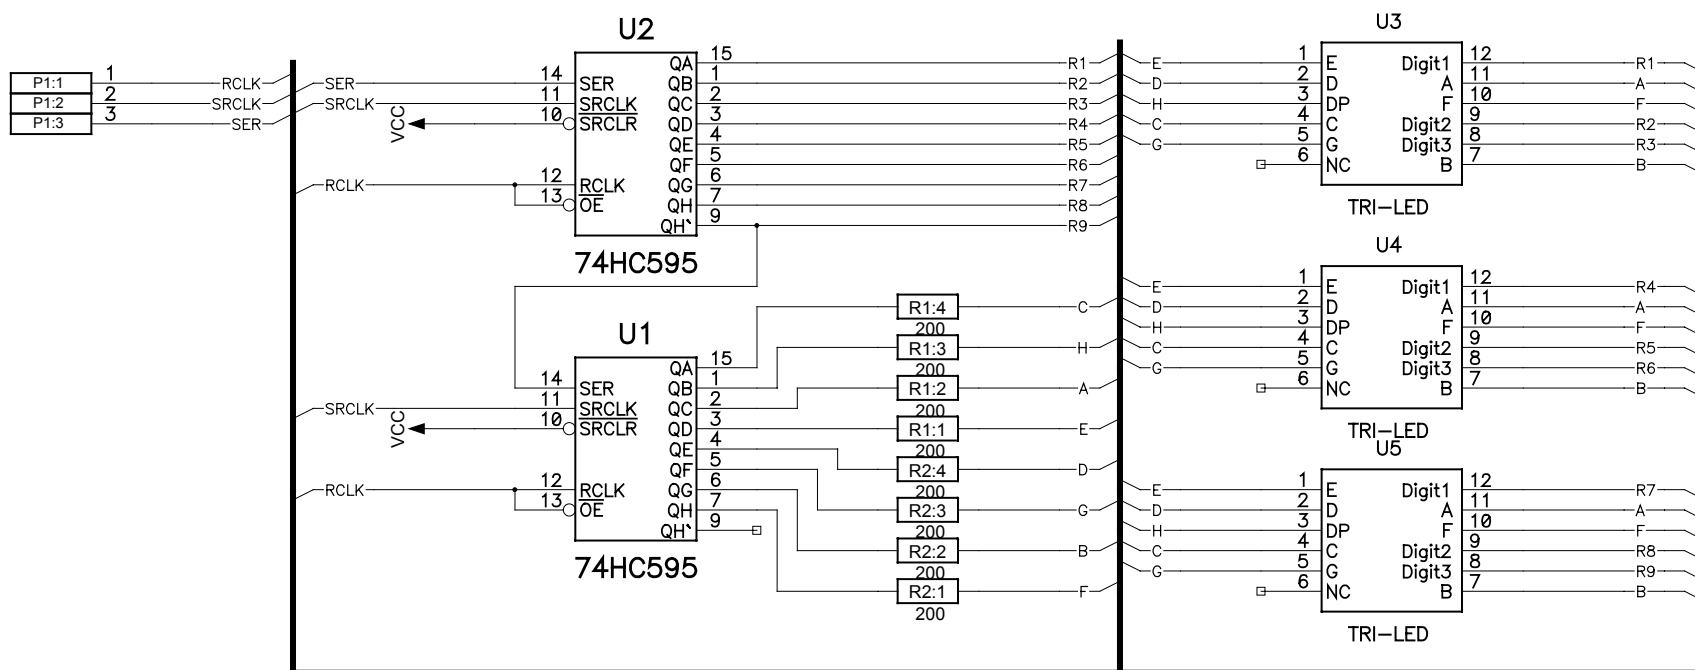 P1:1 1 RCLK
P1:2 2 SRCLK
P1:3 3 SER
U2
SER 14 SER QA 15 R1
SRCLK 11 SRCLK QB 1 R2
VCC 10 SRCLR QC 2 R3
QD 3 R4
QE 4 R5
QF 5 R6
RCLK 12 RCLK QG 6 R7
13 OE QH 7 R8
QH` 9 R9
74HC595
U1
14 SER QA 15 R1:4 200 C
SRCLK 11 SRCLK QB 1 R1:3 200 H
VCC 10 SRCLR QC 2 R1:2 200 A
QD 3 R1:1 200 E
QE 4 R2:4 200 D
QF 5 R2:3 200 G
RCLK 12 RCLK QG 6 R2:2 200 B
13 OE QH 7 R2:1 200 F
QH` 9
74HC595
U3
E 1 E Digit1 12 R1
D 2 D A 11 A
H 3 DP F 10 F
C 4 C Digit2 9 R2
G 5 G Digit3 8 R3
6 NC B 7 B
TRI-LED
U4
E 1 E Digit1 12 R4
D 2 D A 11 A
H 3 DP F 10 F
C 4 C Digit2 9 R5
G 5 G Digit3 8 R6
6 NC B 7 B
TRI-LED
U5
E 1 E Digit1 12 R7
D 2 D A 11 A
H 3 DP F 10 F
C 4 C Digit2 9 R8
G 5 G Digit3 8 R9
6 NC B 7 B
TRI-LED